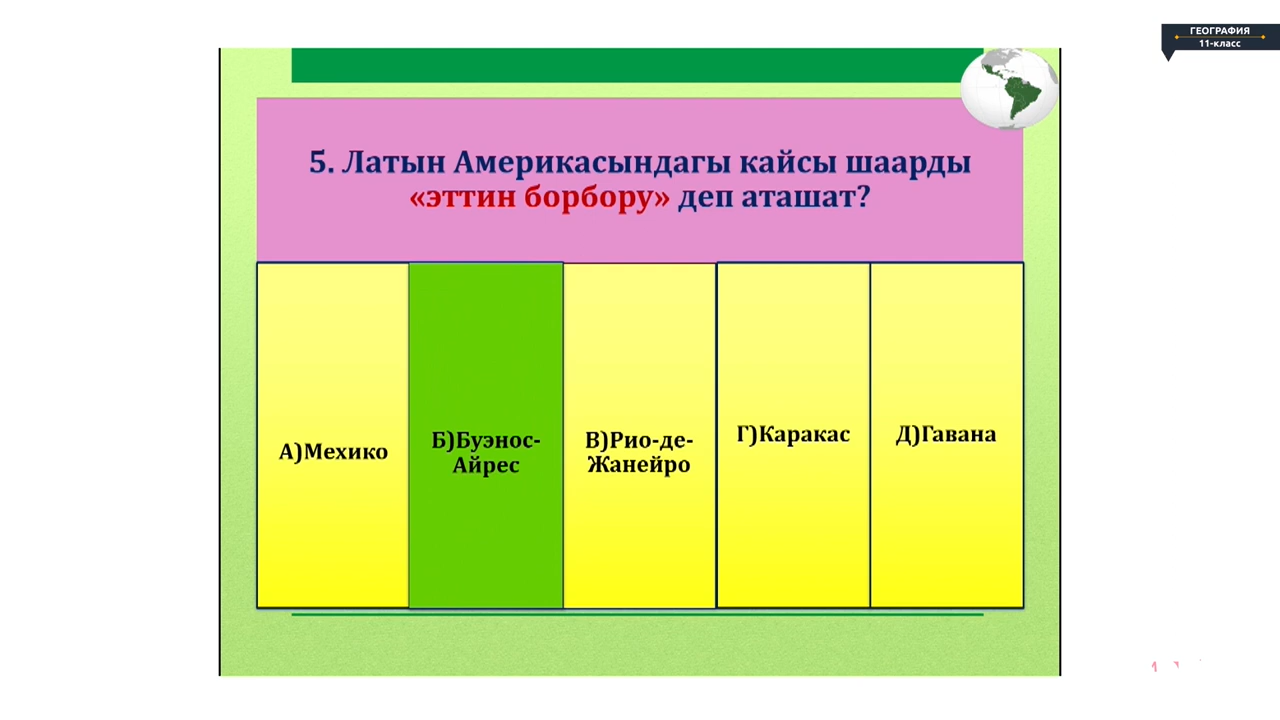 ГЕОГРАФИЯ
11-класс
5. Латын Америкасындагы кайсы шаарды
«эттин борбору» деп аташат?
А)Мехико
Б)Буэнос-
Айрес
В)Рио-де-
Жанейро
Г)Каракас
Д)Гавана